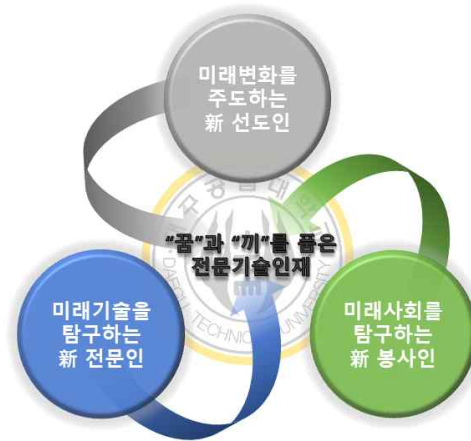 미래변화를
주도하는
新 선도인
"꿈"과 "끼"를 품은
전문기술인재
미래기술을
탐구하는
新 전문인
미래사회를
탐구하는
新 봉사인